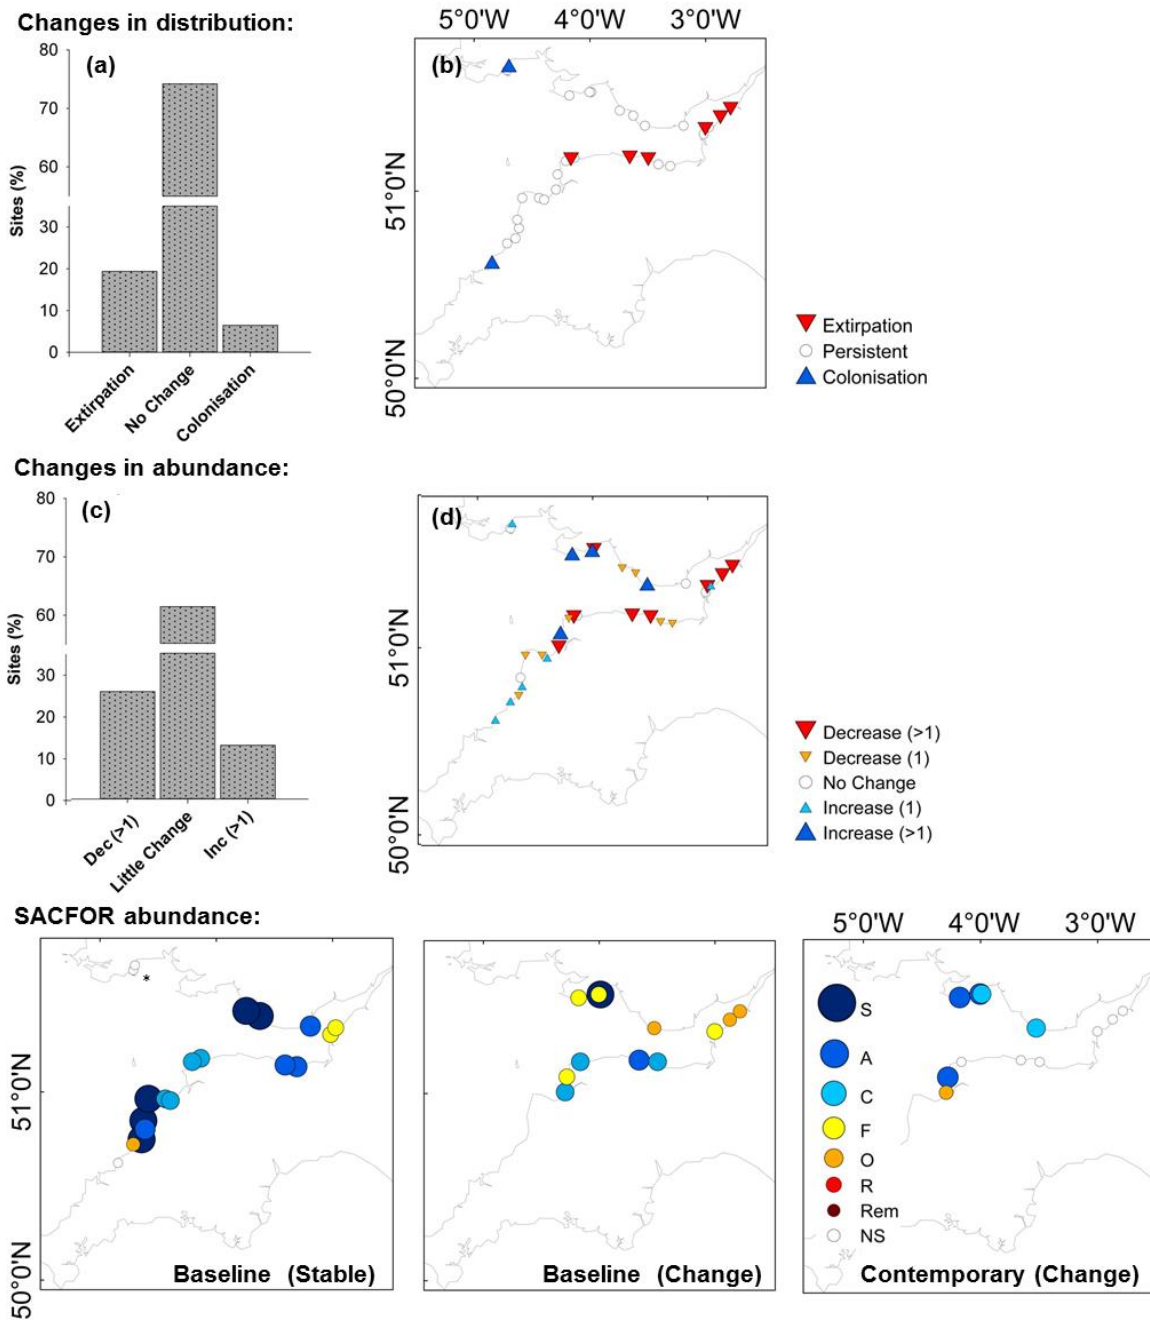 Changes in distribution:
5°0'W 4°0'W 3°0'W
80
70
60
30
20
10
0
Sites (%)
(a)
(b)
51°0'N
50°0'N
Extirpation
No Change
Colonisation
Extirpation
Persistent
Colonisation
Changes in abundance:
80
70
60
30
20
10
0
Sites (%)
(c)
(d)
51°0'N
50°0'N
Dec (>1)
Little Change
Inc (>1)
Decrease (>1)
Decrease (1)
No Change
Increase (1)
Increase (>1)
SACFOR abundance:
5°0'W 4°0'W 3°0'W
*
51°0'N
50°0'N
S
A
C
F
O
R
Rem
NS
Baseline (Stable)
Baseline (Change)
Contemporary (Change)